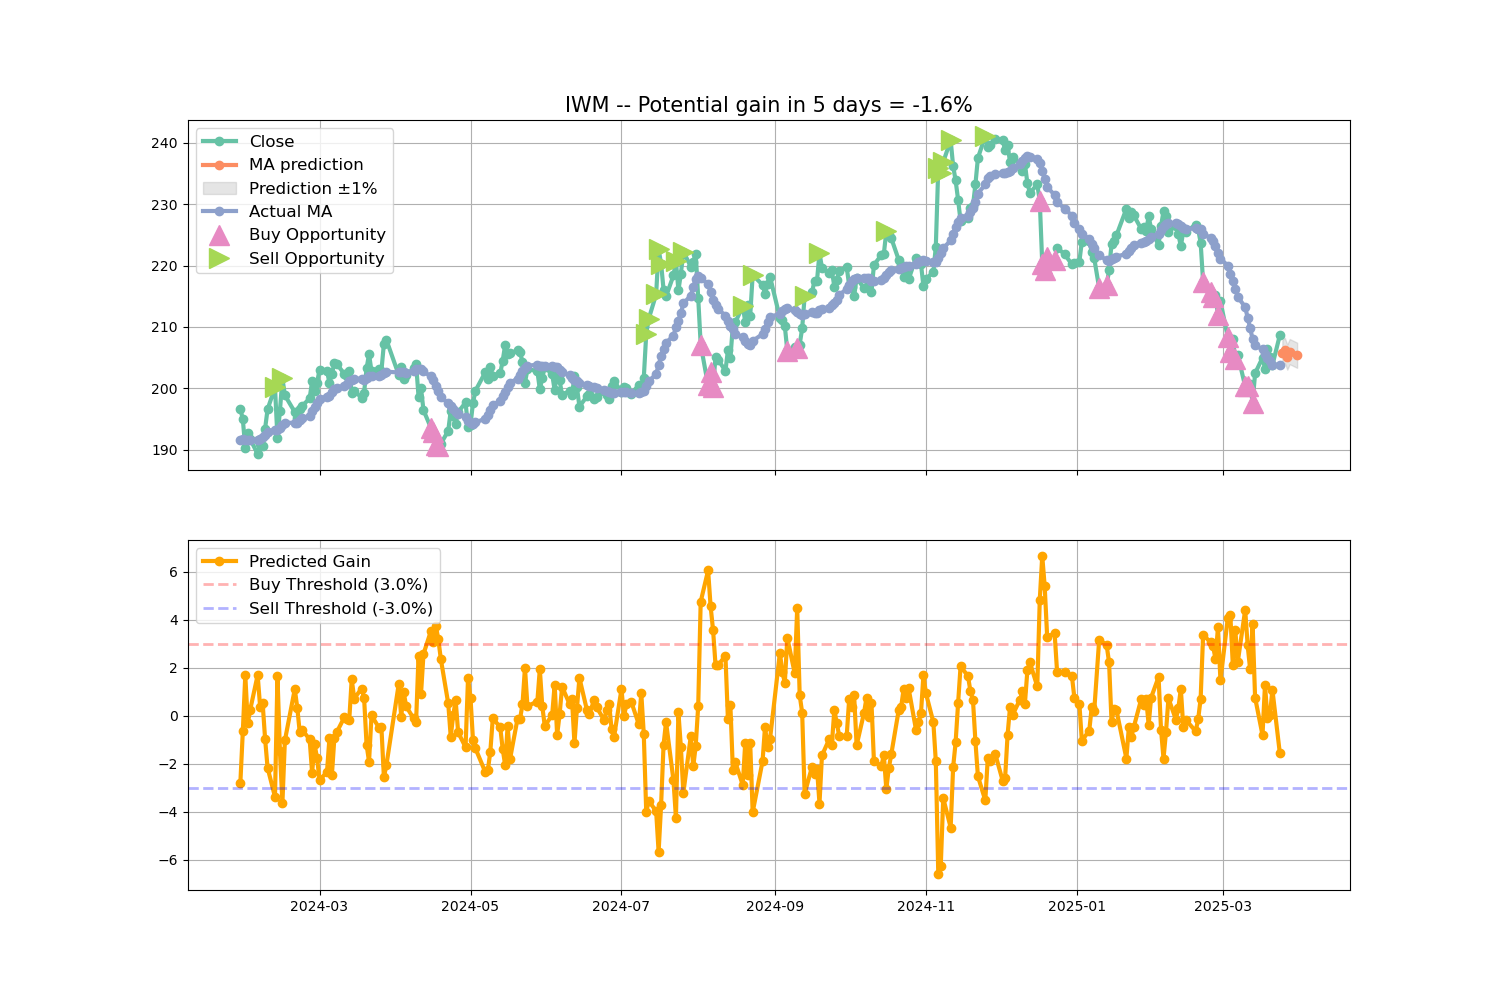 IWM -- Potential gain in 5 days = -1.6%
Close
MA prediction
Prediction ±1%
Actual MA
Buy Opportunity
Sell Opportunity
240
230
220
210
200
190
Predicted Gain
Buy Threshold (3.0%)
Sell Threshold (-3.0%)
6
4
2
0
−2
−4
−6
2024-03 2024-05 2024-07 2024-09 2024-11 2025-01 2025-03